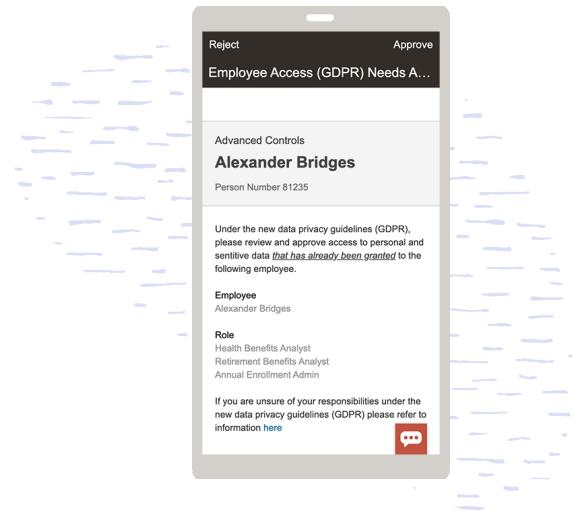 Reject Approve
Employee Access (GDPR) Needs A…
Advanced Controls
Alexander Bridges
Person Number 81235
Under the new data privacy guidelines (GDPR),
please review and approve access to personal and
sentitive data that has already been granted to the
following employee.
Employee
Alexander Bridges
Role
Health Benefits Analyst
Retirement Benefits Analyst
Annual Enrollment Admin
If you are unsure of your responsibilities under the
new data privacy guidelines (GDPR) please refer to
information here